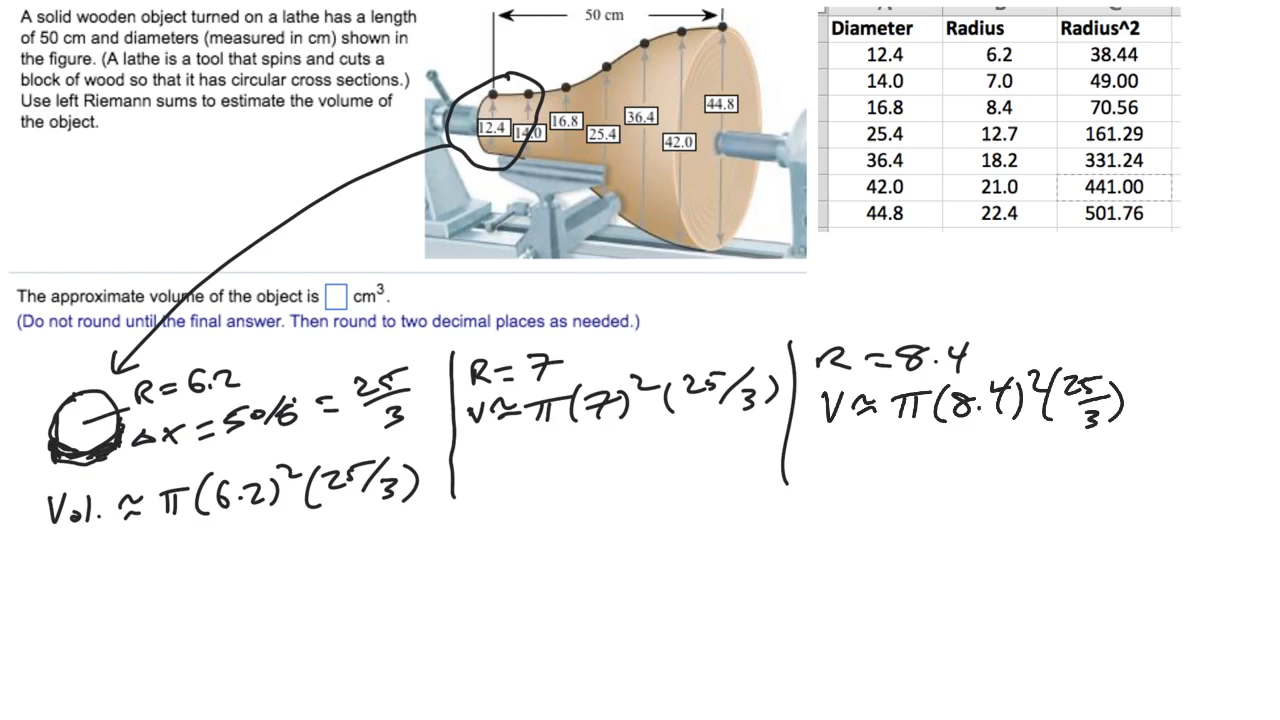 A solid wooden object turned on a lathe has a length
of 50 cm and diameters (measured in cm) shown in
the figure. (A lathe is a tool that spins and cuts a
block of wood so that it has circular cross sections.)
Use left Riemann sums to estimate the volume of
the object.
50 cm
12.4
14.0
16.8
25.4
36.4
42.0
44.8
Diameter Radius Radius^2
12.4 6.2 38.44
14.0 7.0 49.00
16.8 8.4 70.56
25.4 12.7 161.29
36.4 18.2 331.24
42.0 21.0 441.00
44.8 22.4 501.76
The approximate volume of the object is cm³.
(Do not round until the final answer. Then round to two decimal places as needed.)
R = 6.2
Δx = 50/6 = 25/3
Vol. ≈ π(6.2)²(25/3)
R = 7
V ≈ π(7)²(25/3)
R = 8.4
V ≈ π(8.4)²(25/3)